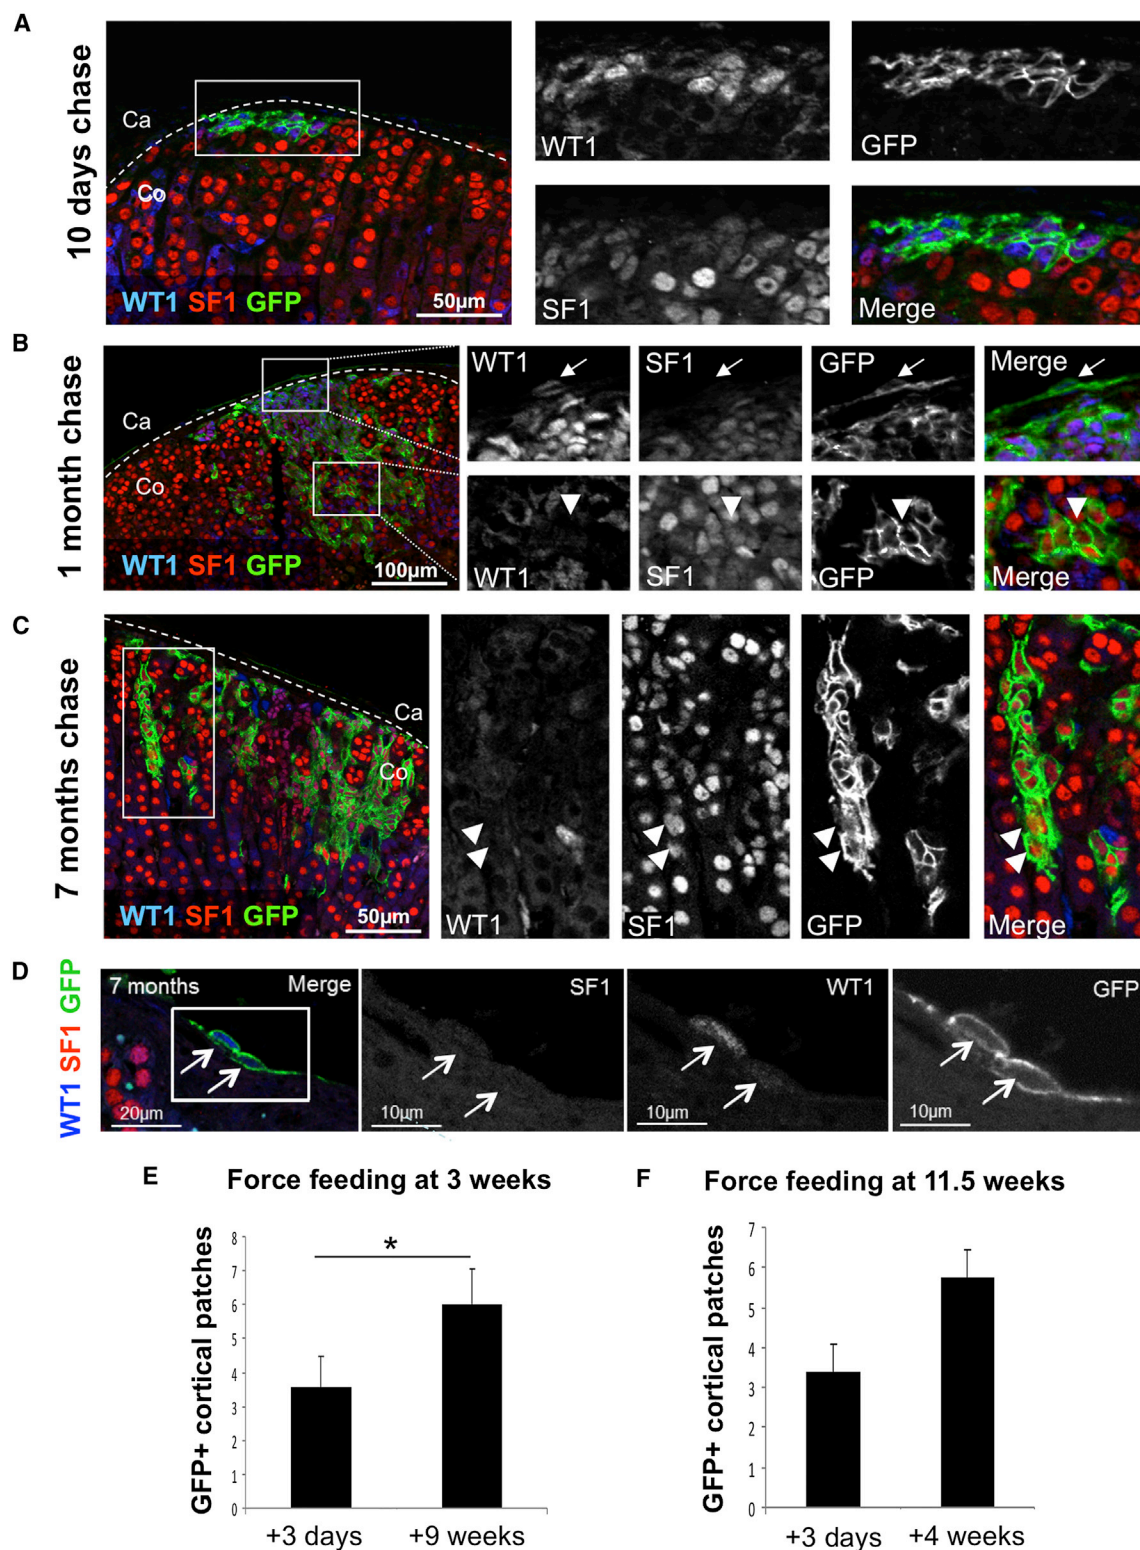 A
10 days chase
Ca
Co
WT1 SF1 GFP
50µm
WT1
GFP
SF1
Merge
B
1 month chase
Ca
Co
WT1 SF1 GFP
100µm
WT1
SF1
GFP
Merge
WT1
SF1
GFP
Merge
C
7 months chase
Ca
Co
WT1 SF1 GFP
50µm
WT1
SF1
GFP
Merge
D
WT1 SF1 GFP
7 months
Merge
20µm
SF1
10µm
WT1
10µm
GFP
10µm
E
Force feeding at 3 weeks
GFP+ cortical patches
8
7
6
5
4
3
2
1
0
*
+3 days
+9 weeks
F
Force feeding at 11.5 weeks
GFP+ cortical patches
7
6
5
4
3
2
1
0
+3 days
+4 weeks